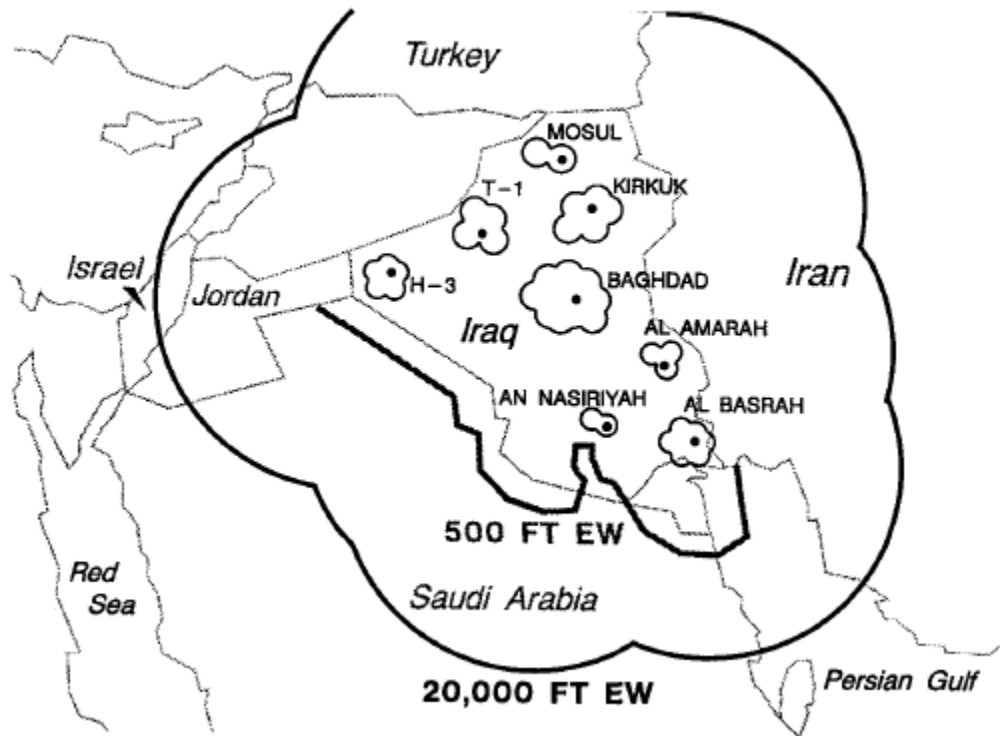 Turkey
MOSUL
T-1
KIRKUK
Israel
Jordan
H-3
BAGHDAD
Iran
Iraq
AL AMARAH
AN NASIRIYAH
AL BASRAH
500 FT EW
Red
Sea
Saudi Arabia
20,000 FT EW
Persian Gulf